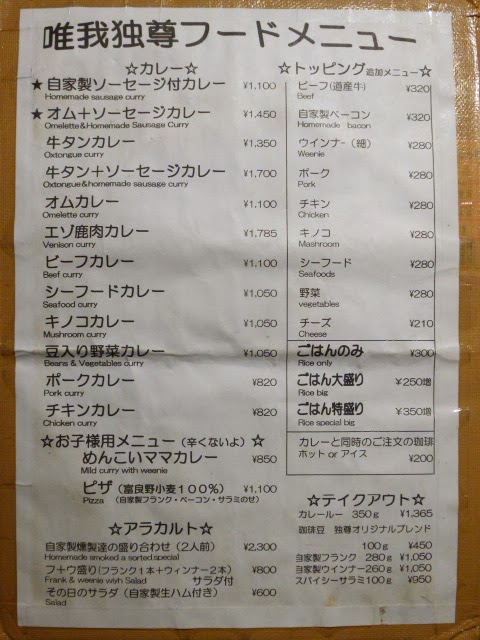 唯我独尊フードメニュー
☆カレー☆
★自家製ソーセージ付カレー ¥1,100
Homemade sausage curry
★オム＋ソーセージカレー ¥1,450
Omelette&Homemade Sausage Curry
牛タンカレー ¥1,350
Oxtongue curry
牛タン＋ソーセージカレー ¥1,700
Oxtongue&homemade sausage curry
オムカレー ¥1,100
Omelette curry
エゾ鹿肉カレー ¥1,785
Venison curry
ビーフカレー ¥1,100
Beef curry
シーフードカレー ¥1,050
Seafood curry
キノコカレー ¥1,050
Mushroom curry
豆入り野菜カレー ¥1,050
Beans & Vegetables curry
ポークカレー ¥820
Pork curry
チキンカレー ¥820
Chicken curry
☆お子様用メニュー（辛くないよ）☆
めんこいママカレー ¥850
Mild curry with weenie
ピザ（富良野小麦１００％） ¥1,100
Pizza （自家製フランク・ベーコン・サラミのせ）
☆アラカルト☆
自家製燻製達の盛り合わせ（２人前） ¥2,300
Homemade smoked a sorted special
フ＋ウ盛り(フランク１本＋ウィンナー２本) ¥800
Frank & weenie wiyh Salad サラダ付
その日のサラダ（自家製生ハム付き） ¥600
Salad
☆トッピング追加メニュー☆
ビーフ(道産牛) ¥320
Beef
自家製ベーコン ¥320
Homemade bacon
ウインナｰ（細） ¥280
Weenie
ポーク ¥280
Pork
チキン ¥280
Chicken
キノコ ¥280
Mashroom
シーフード ¥280
Seafoods
野菜 ¥280
vegetables
チーズ ¥210
Cheese
ごはんのみ ¥300
Rice only
ごはん大盛り ¥250増
Rice big
ごはん特盛り ¥350増
Rice special big
カレーと同時のご注文の珈琲
ホット or アイス ¥200
☆テイクアウト☆
カレールー 350ｇ ¥1,365
珈琲豆 独尊オリジナルブレンド
100ｇ ¥450
自家製フランク 280ｇ ¥1,050
自家製ウインナー260ｇ ¥1,050
スパイシーサラミ100ｇ ¥950